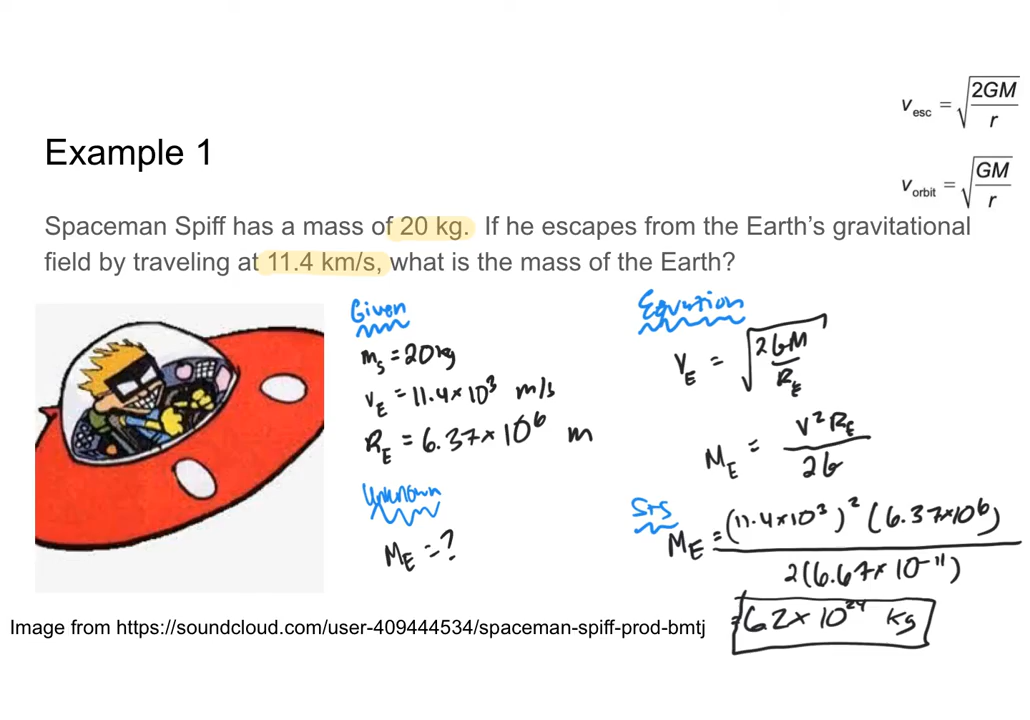 v_esc = √(2GM / r)
Example 1
v_orbit = √(GM / r)
Spaceman Spiff has a mass of 20 kg. If he escapes from the Earth’s gravitational
field by traveling at 11.4 km/s, what is the mass of the Earth?
Given
m_s = 20 kg
v_E = 11.4 × 10³ m/s
R_E = 6.37 × 10⁶ m
Unknown
M_E = ?
Equation
v_E = √(2GM / R_E)
M_E = v² R_E / 2G
SFS
M_E = (11.4 × 10³)² (6.37 × 10⁶) / 2(6.67 × 10⁻¹¹)
= 6.2 × 10²⁴ kg
Image from https://soundcloud.com/user-409444534/spaceman-spiff-prod-bmtj